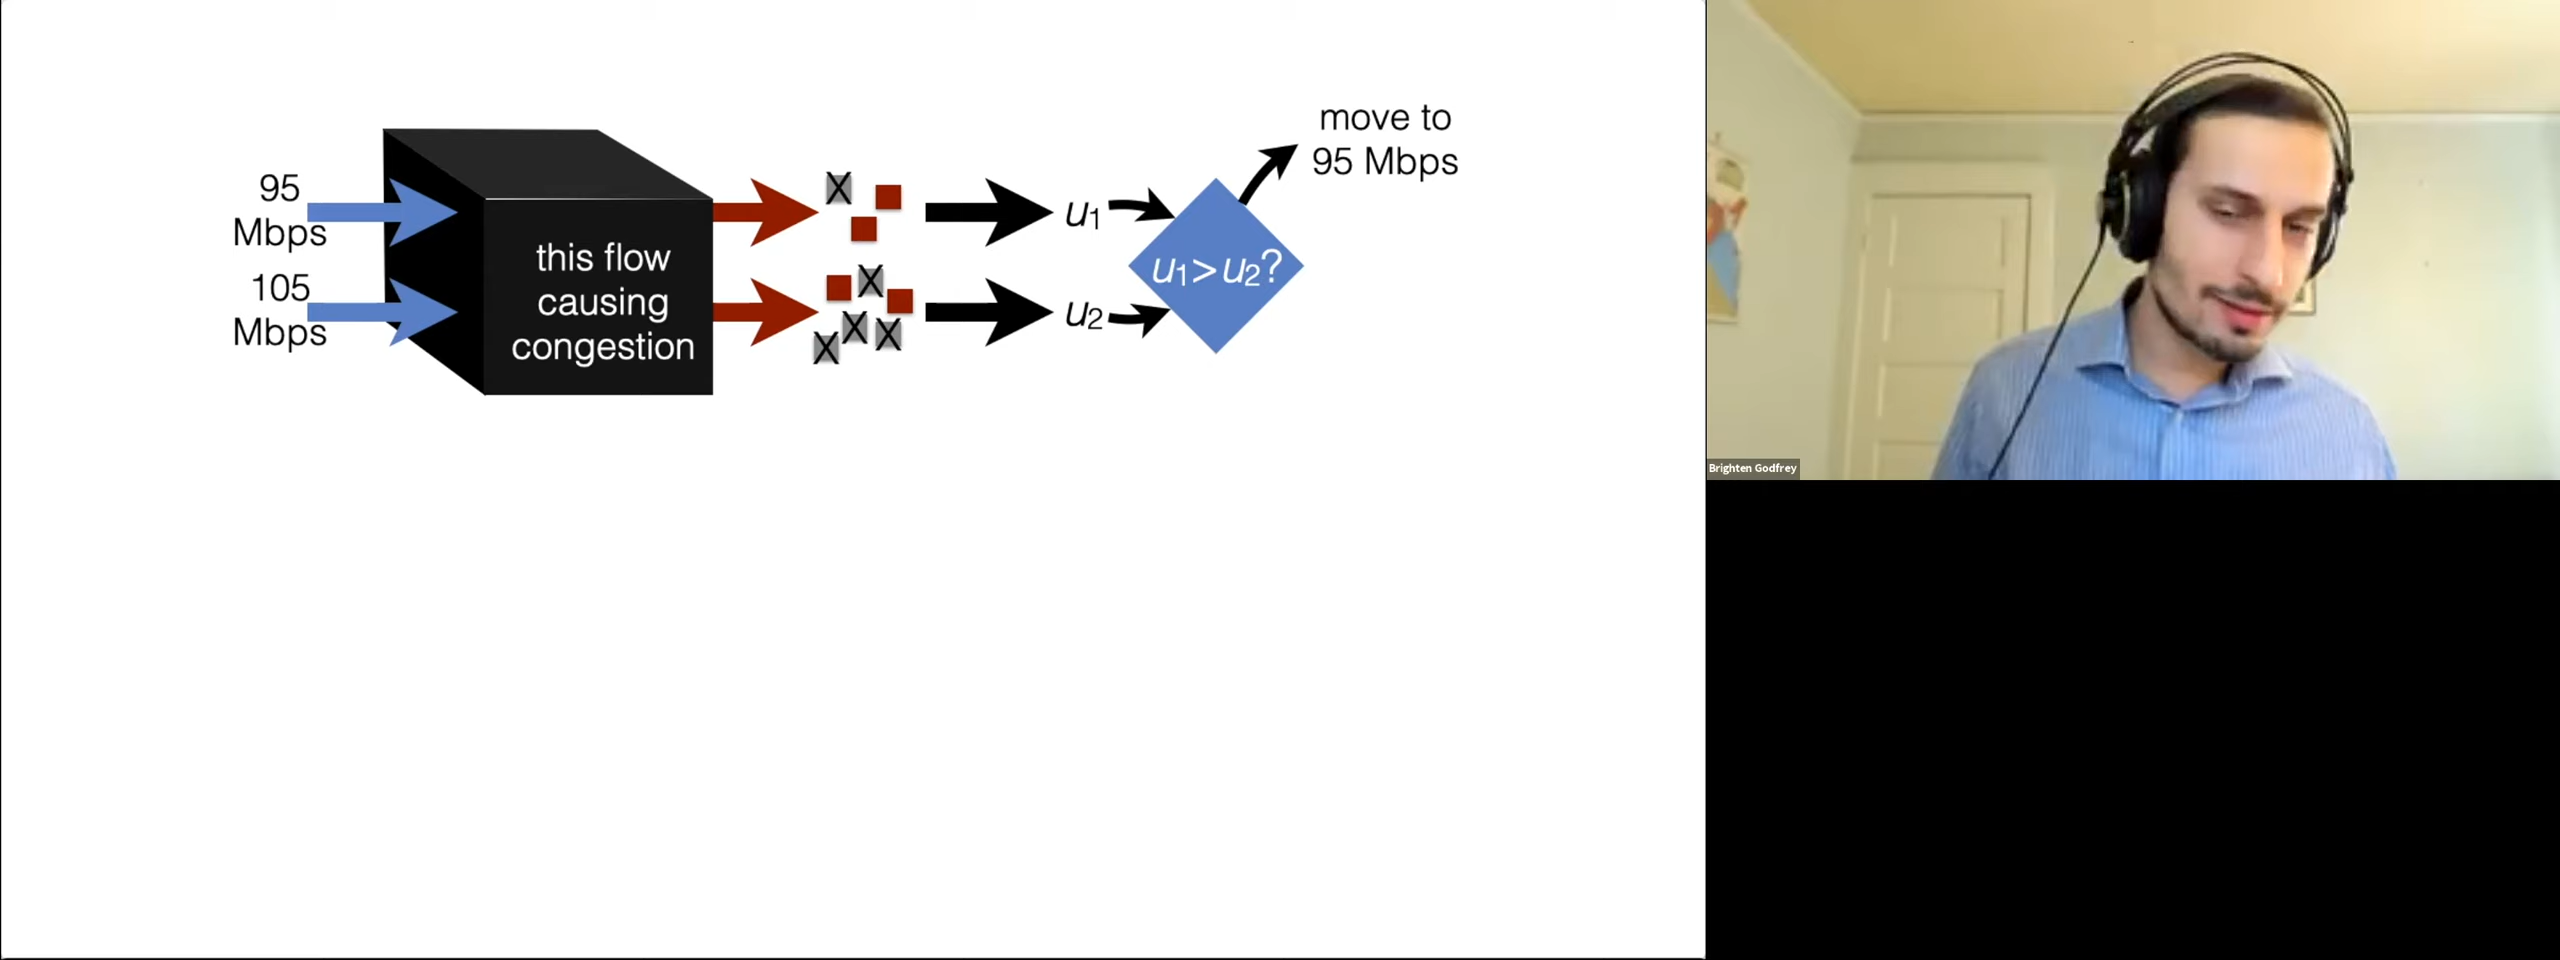 95
Mbps
105
Mbps
this flow
causing
congestion
X
X
X
X
X
u1
u2
u1>u2?
move to
95 Mbps
Brighten Godfrey